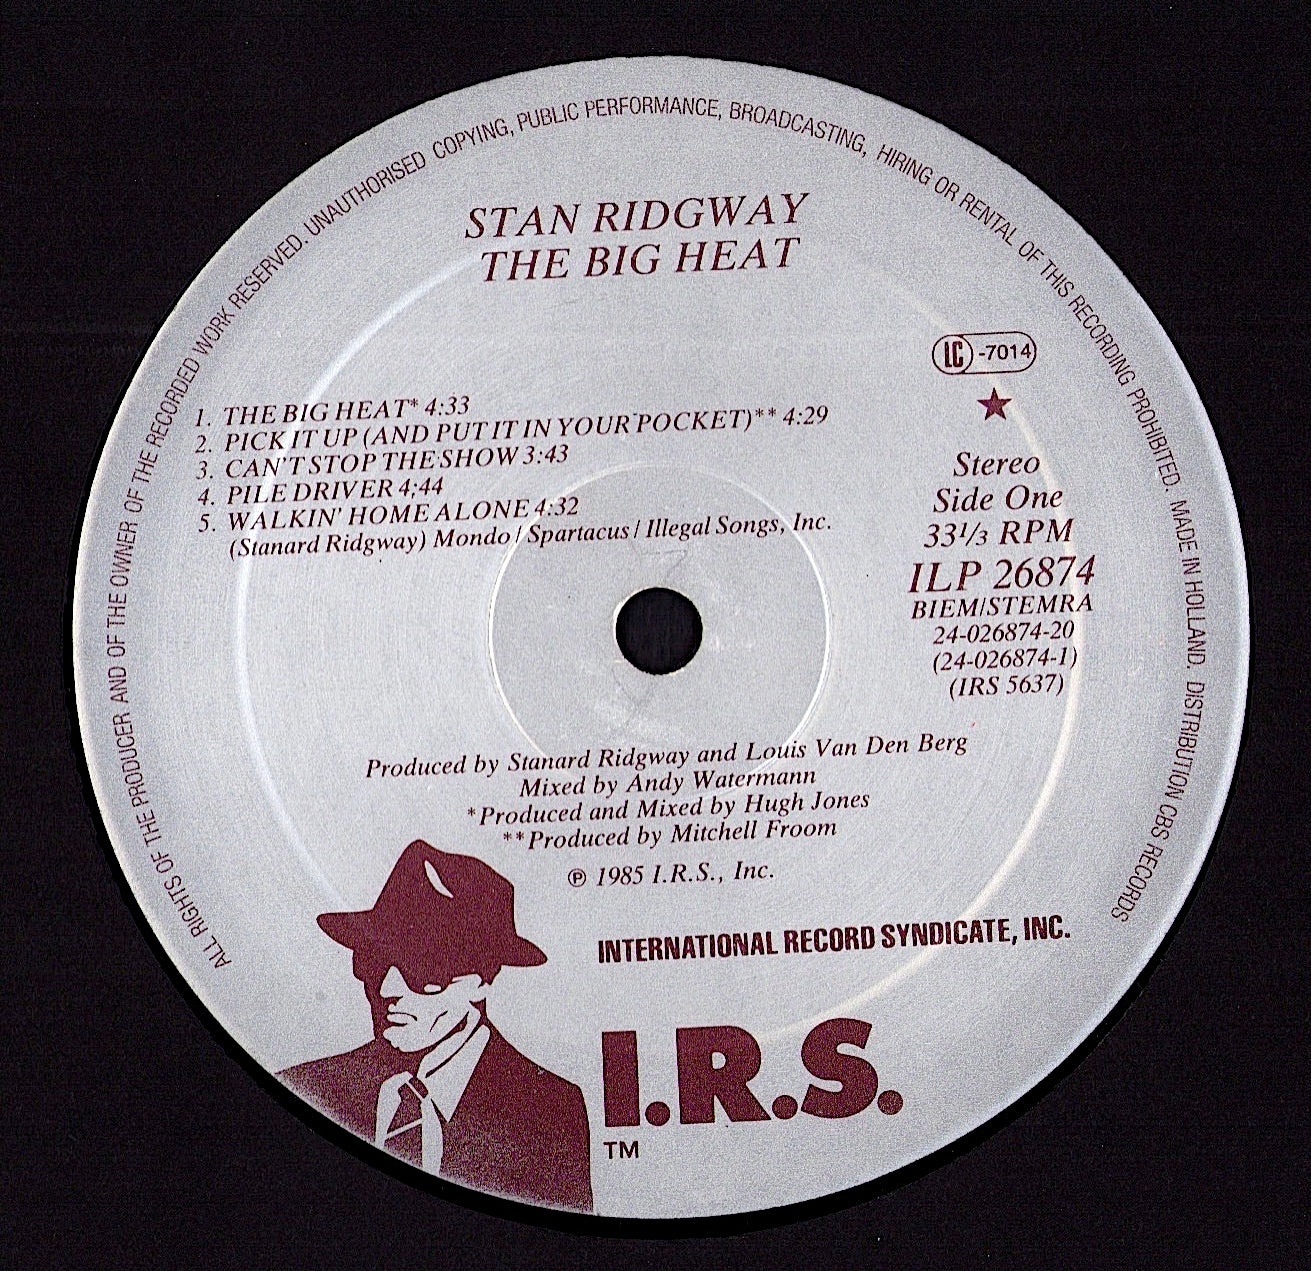 ALL RIGHTS OF THE PRODUCER AND OF THE OWNER OF THE RECORDED WORK RESERVED. UNAUTHORISED COPYING, PUBLIC PERFORMANCE, BROADCASTING, HIRING OR RENTAL OF THIS RECORDING PROHIBITED. MADE IN HOLLAND. DISTRIBUTION CBS RECORDS
STAN RIDGWAY
THE BIG HEAT
LC -7014
1. THE BIG HEAT* 4:33
2. PICK IT UP (AND PUT IT IN YOUR POCKET)** 4:29
3. CAN'T STOP THE SHOW 3:43
4. PILE DRIVER 4:44
5. WALKIN' HOME ALONE 4:32
(Stanard Ridgway) Mondo / Spartacus / Illegal Songs, Inc.
Stereo
Side One
33⅓ RPM
ILP 26874
BIEM/STEMRA
24-026874-20
(24-026874-1)
(IRS 5637)
Produced by Stanard Ridgway and Louis Van Den Berg
Mixed by Andy Watermann
*Produced and Mixed by Hugh Jones
**Produced by Mitchell Froom
℗ 1985 I.R.S., Inc.
INTERNATIONAL RECORD SYNDICATE, INC.
I.R.S.
TM